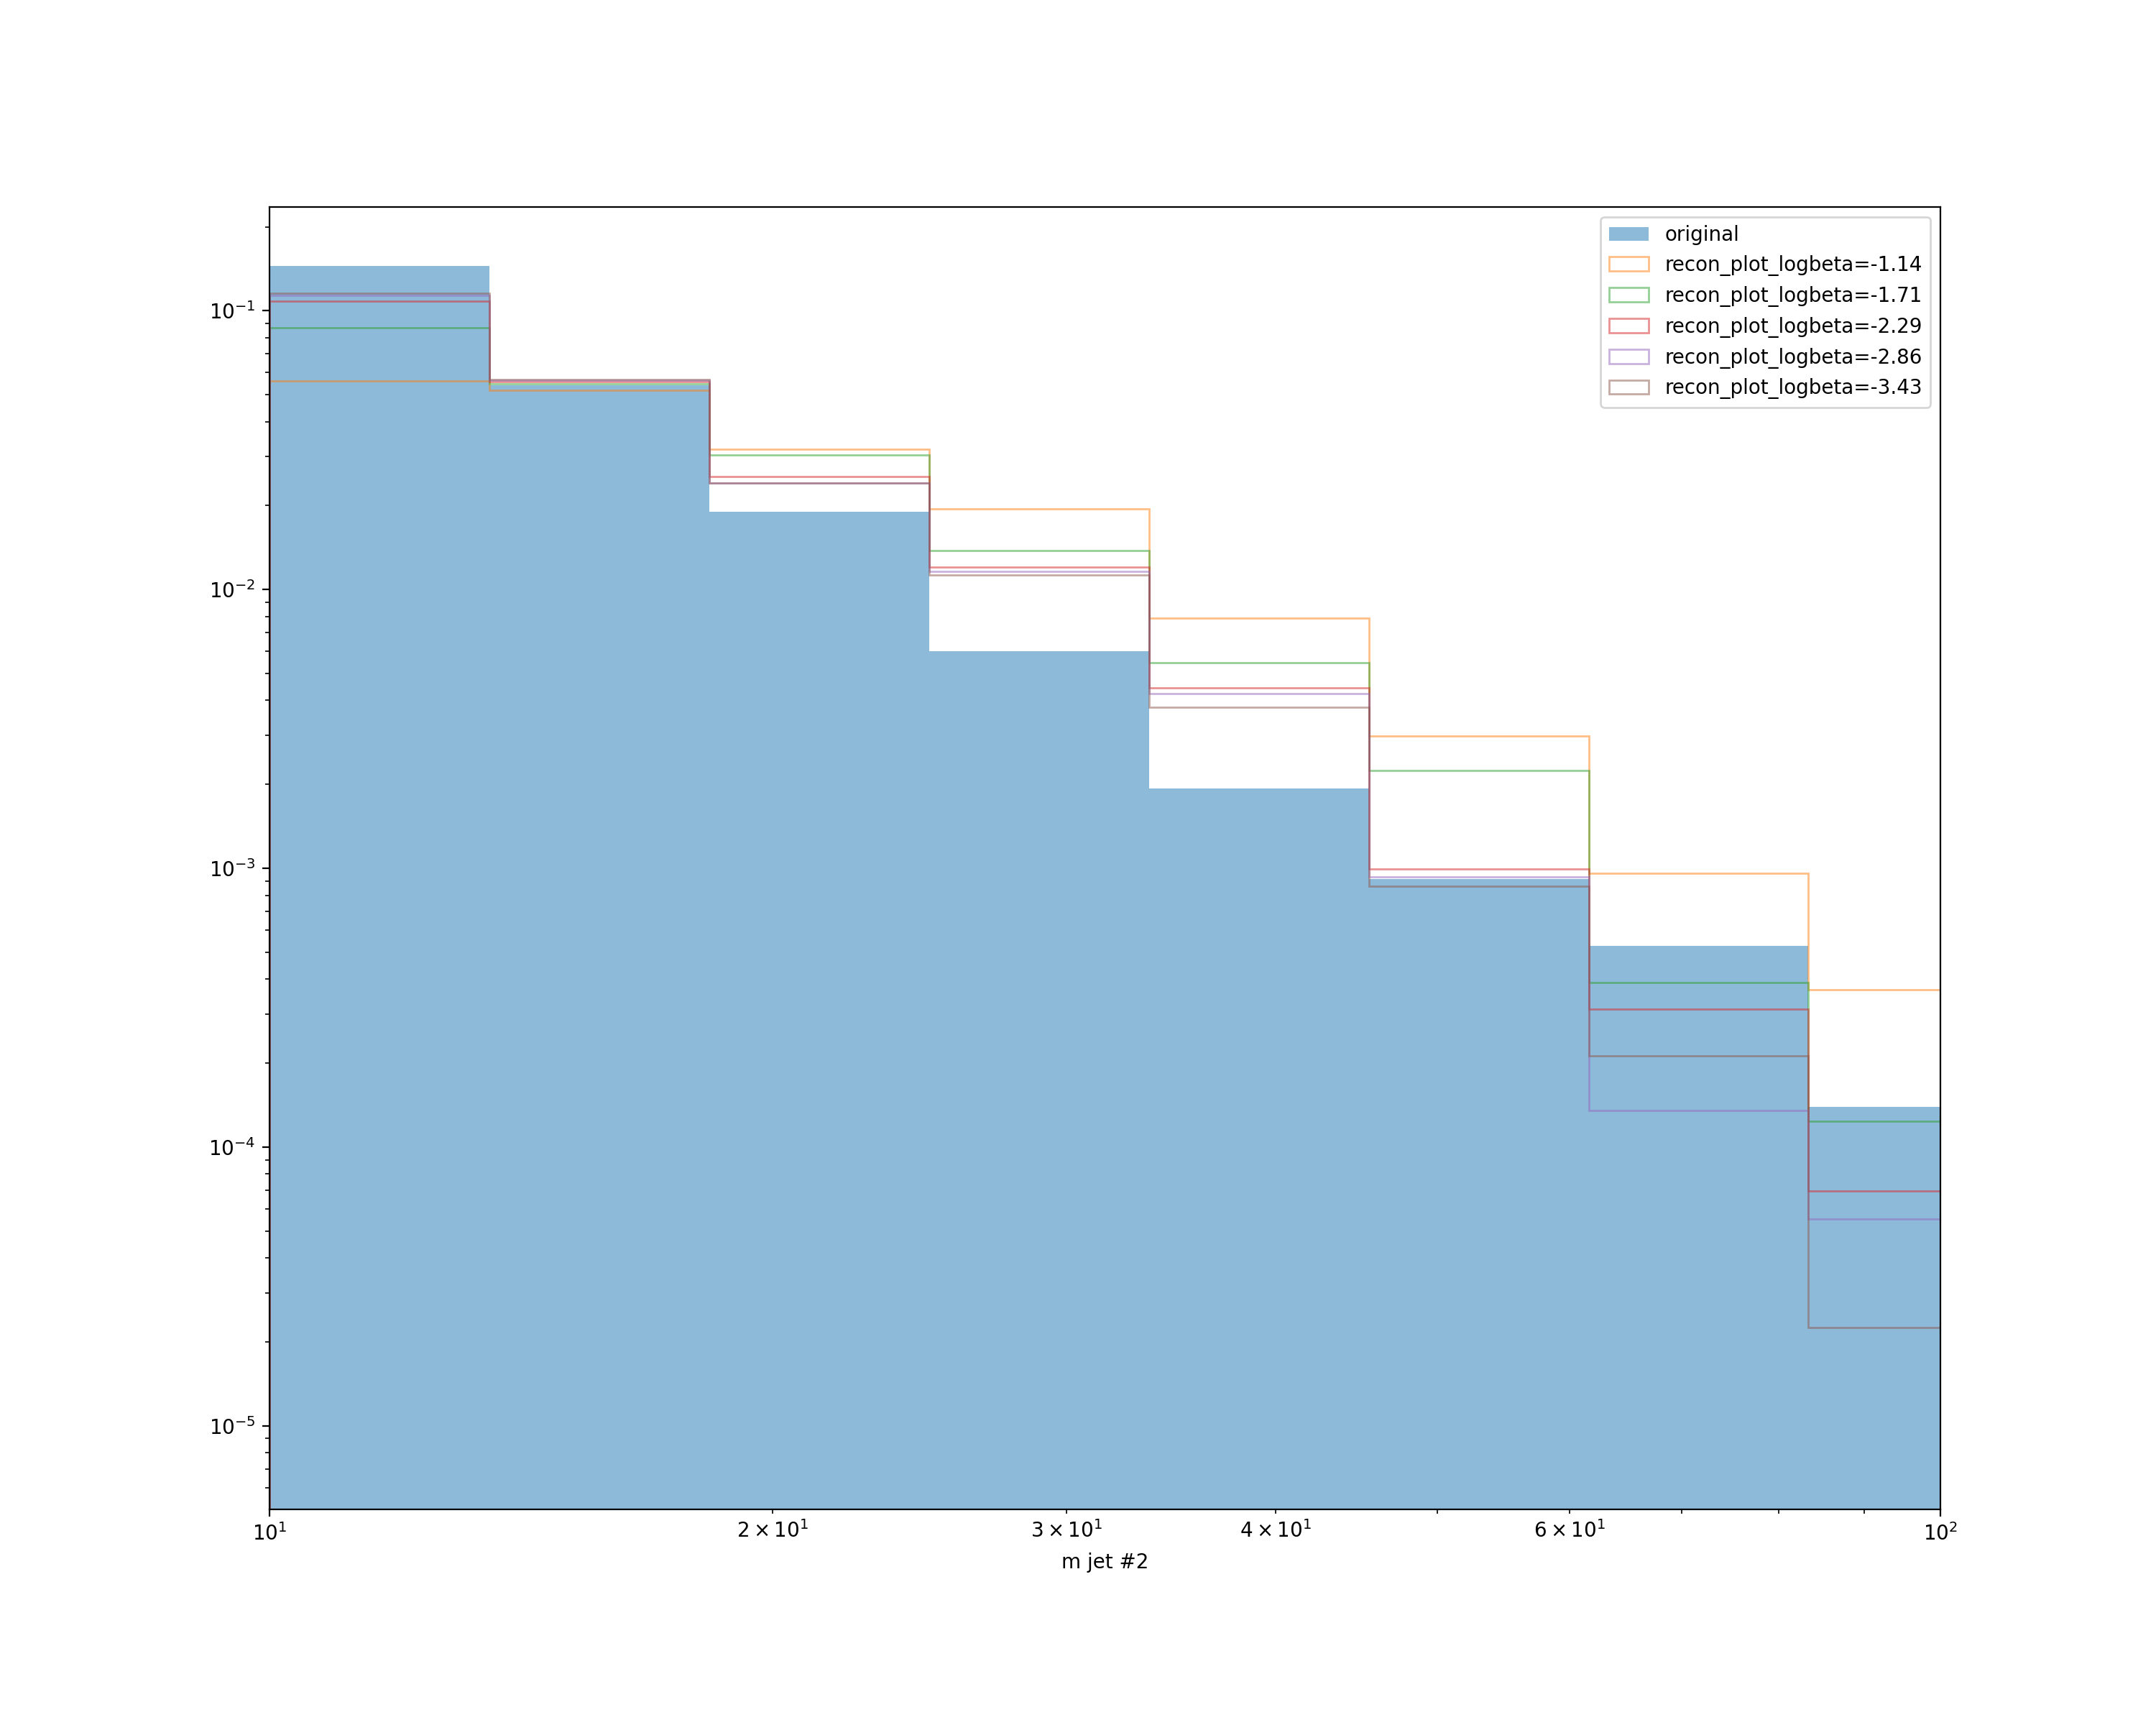 original
recon_plot_logbeta=-1.14
recon_plot_logbeta=-1.71
recon_plot_logbeta=-2.29
recon_plot_logbeta=-2.86
recon_plot_logbeta=-3.43
10⁻¹
10⁻²
10⁻³
10⁻⁴
10⁻⁵
10¹ 2 × 10¹ 3 × 10¹ 4 × 10¹ 6 × 10¹ 10²
m jet #2